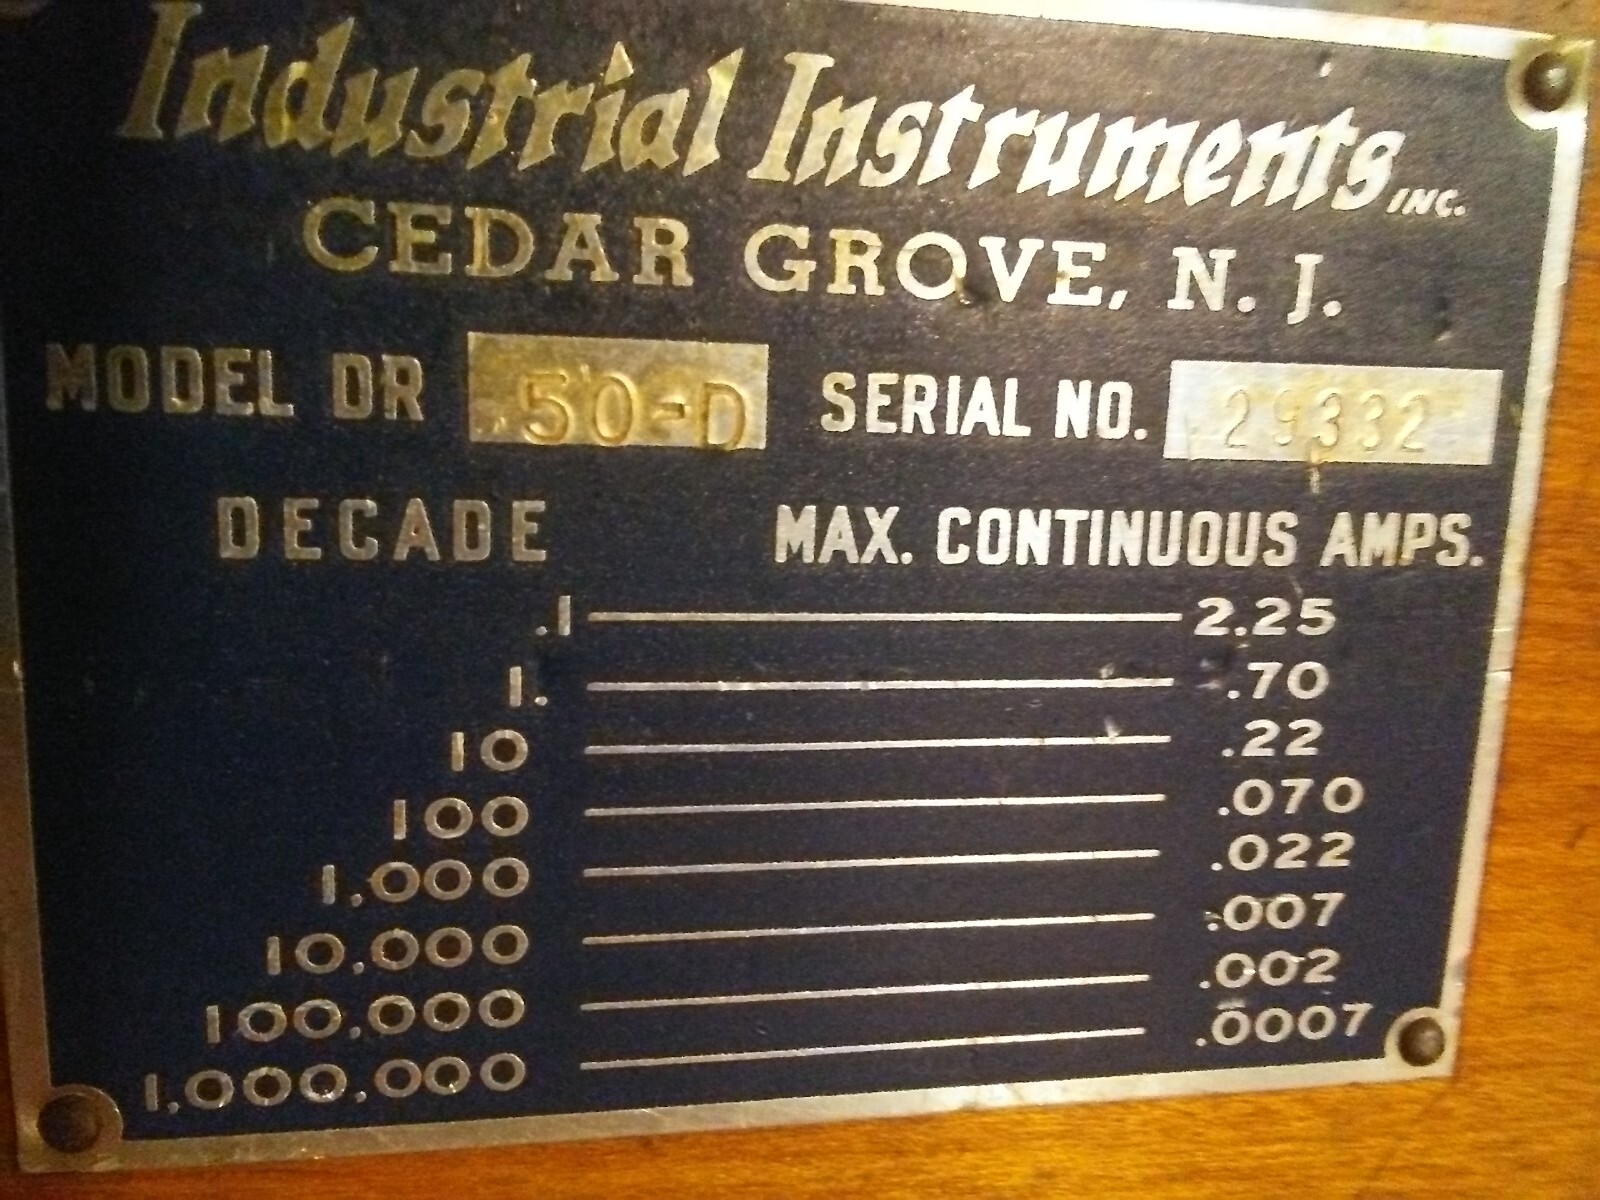 Industrial Instruments INC.
CEDAR GROVE, N. J.
MODEL DR 50-D SERIAL NO. 29332
DECADE MAX. CONTINUOUS AMPS.
.1 2.25
1. .70
10 .22
100 .070
1,000 .022
10,000 .007
100,000 .002
1,000,000 .0007